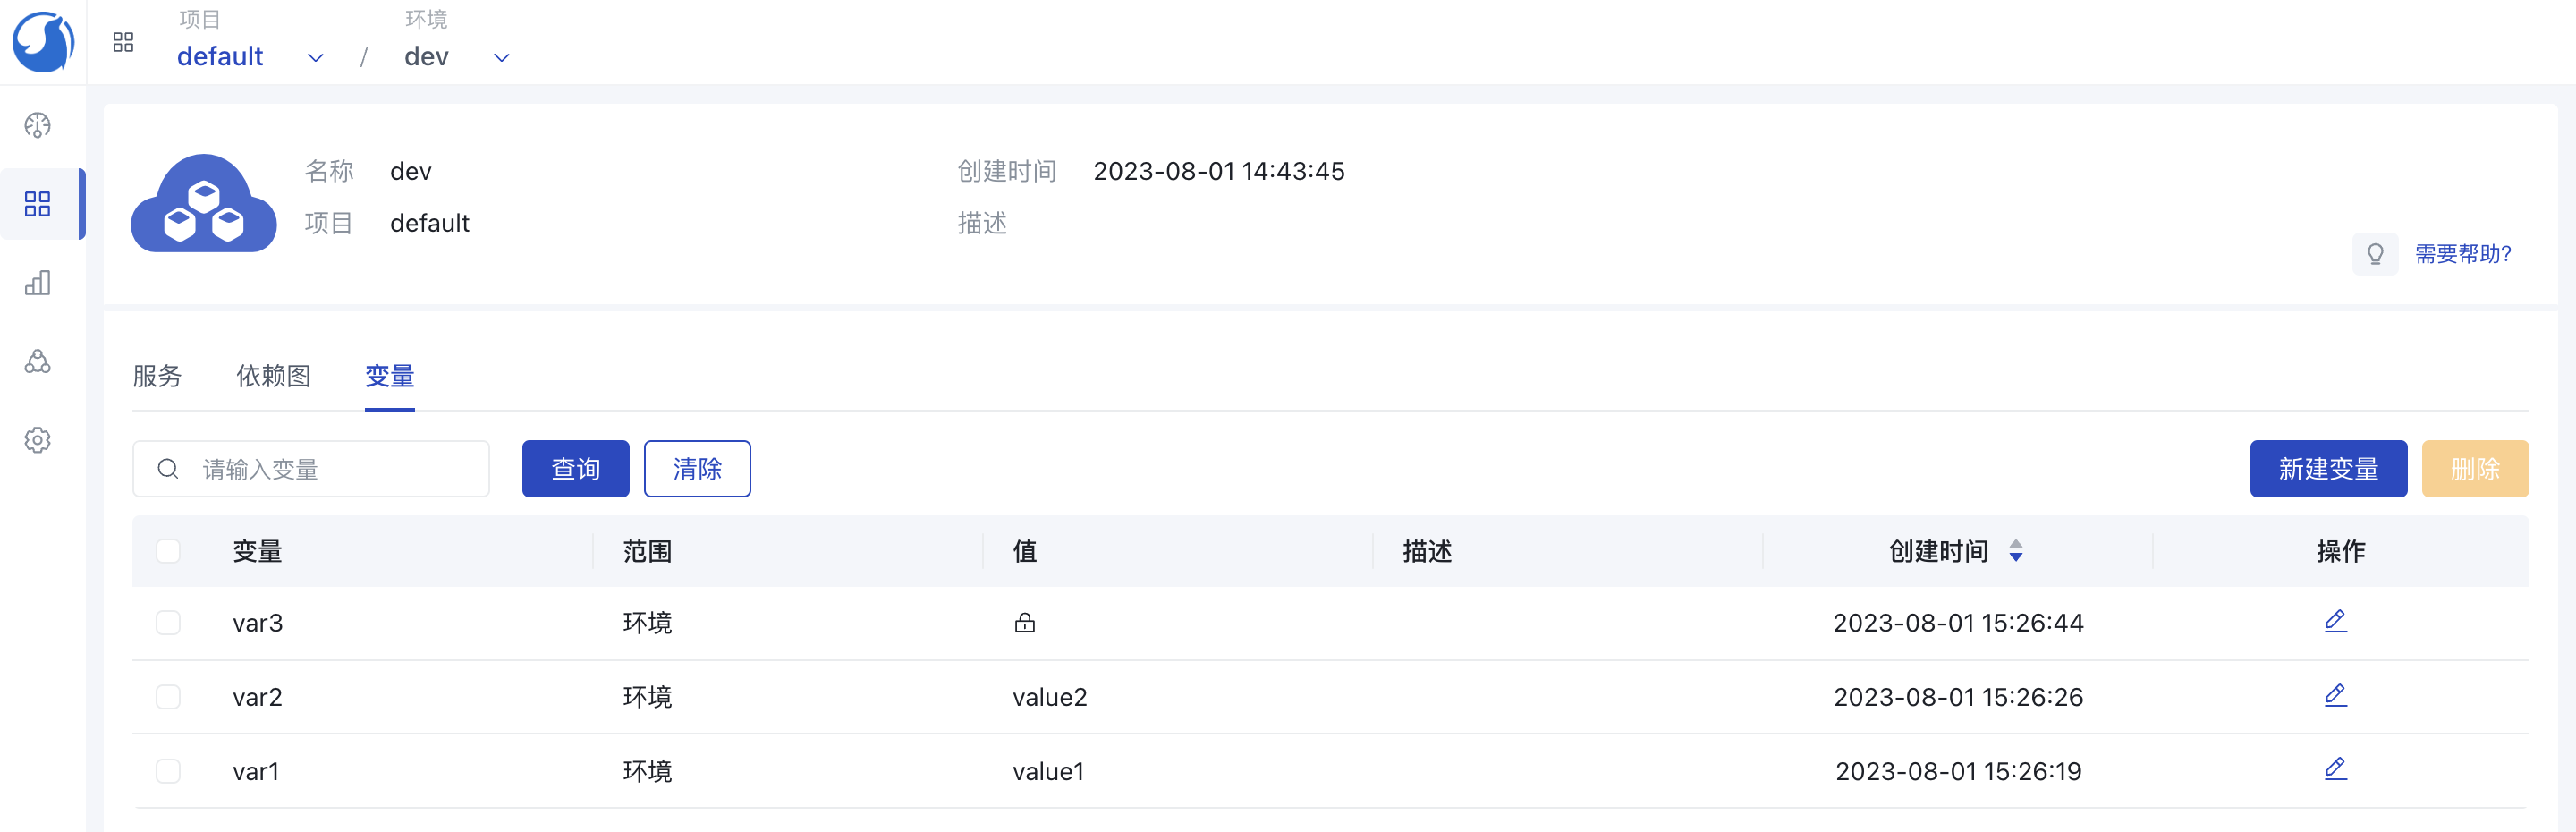 项目 环境
default / dev
名称 dev 创建时间 2023-08-01 14:43:45
项目 default 描述
需要帮助?
服务 依赖图 变量
请输入变量 查询 清除 新建变量 删除
变量 范围 值 描述 创建时间 操作
var3 环境 2023-08-01 15:26:44
var2 环境 value2 2023-08-01 15:26:26
var1 环境 value1 2023-08-01 15:26:19